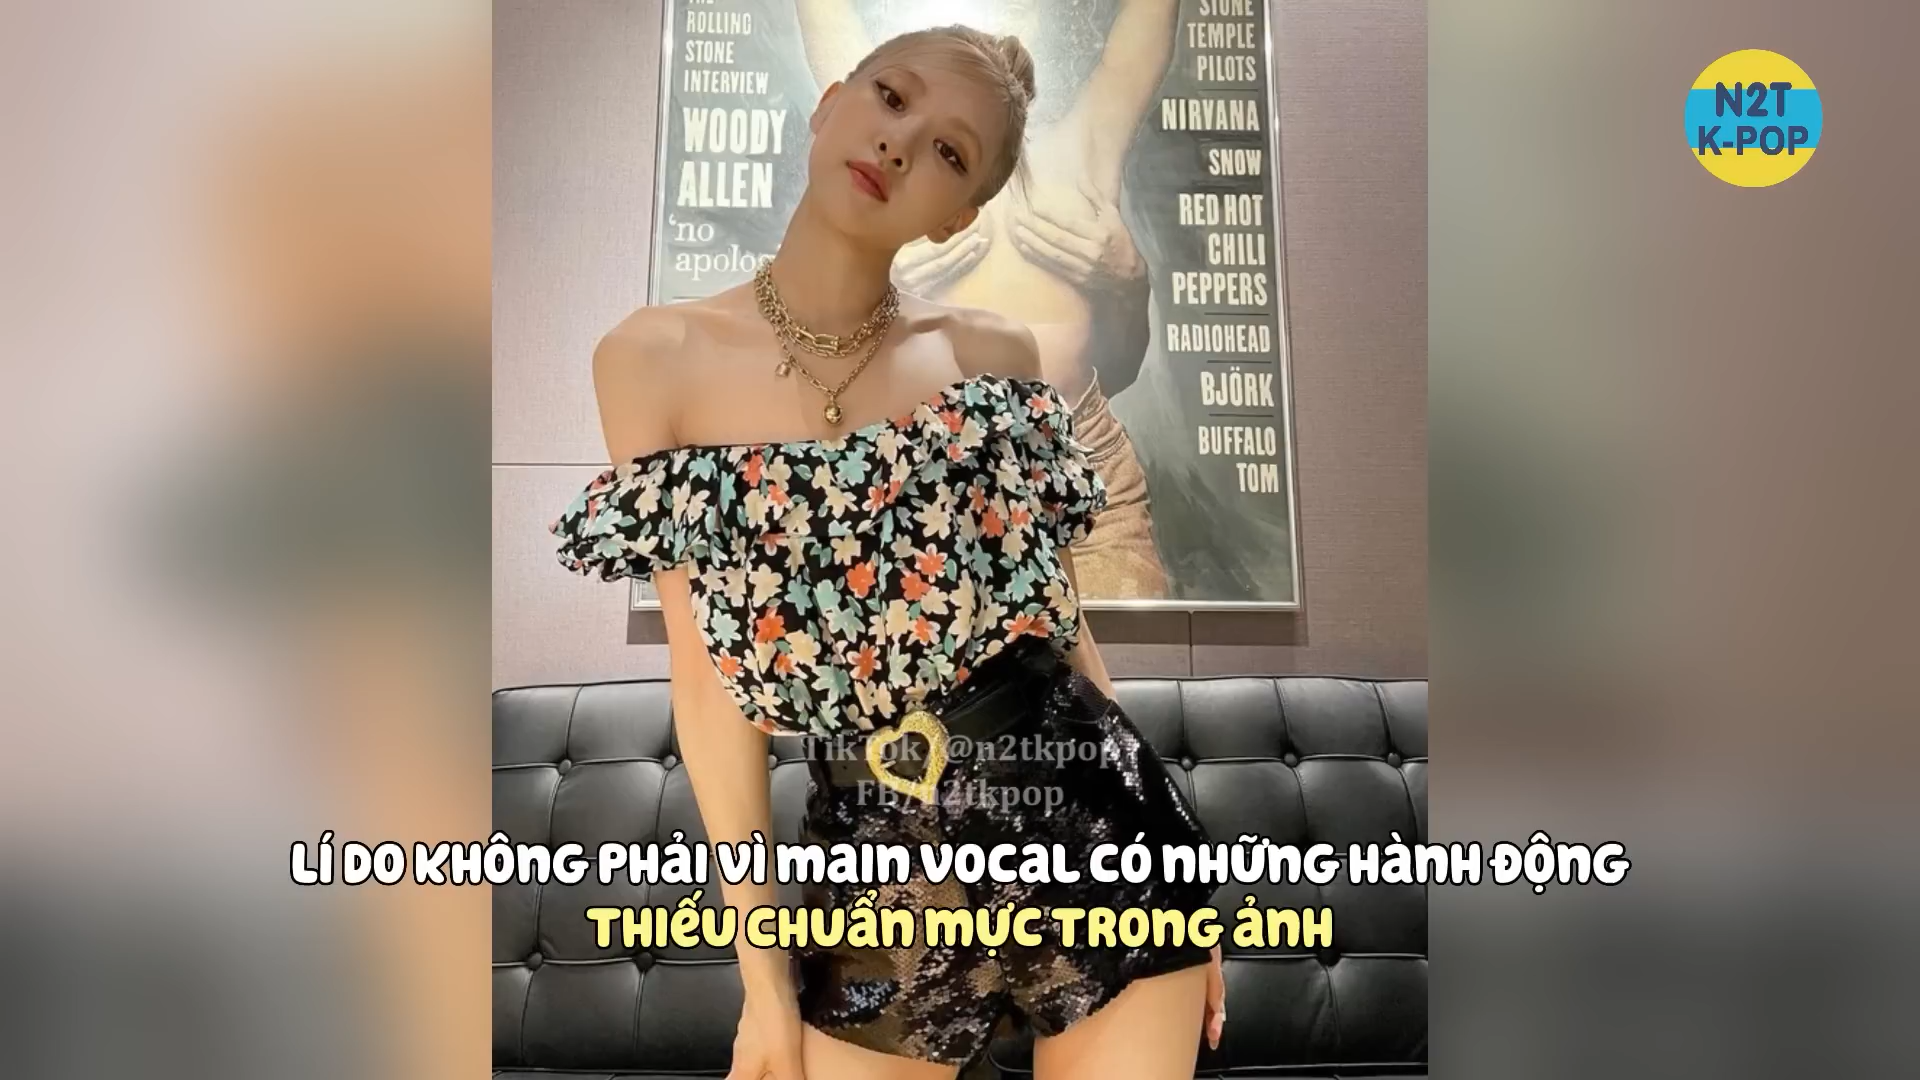 ROLLING
STONE
INTERVIEW
WOODY
ALLEN
'no
STONE
TEMPLE
PILOTS
NIRVANA
SNOW
RED HOT
CHILI
PEPPERS
RADIOHEAD
BJÖRK
BUFFALO
TOM
N2T
K-POP
TikTok/@n2tkpop
FB/n2tkpop
LÍ DO KHÔNG PHẢI VÌ MAIN VOCAL CÓ NHỮNG HÀNH ĐỘNG
THIẾU CHUẨN MỰC TRONG ẢNH